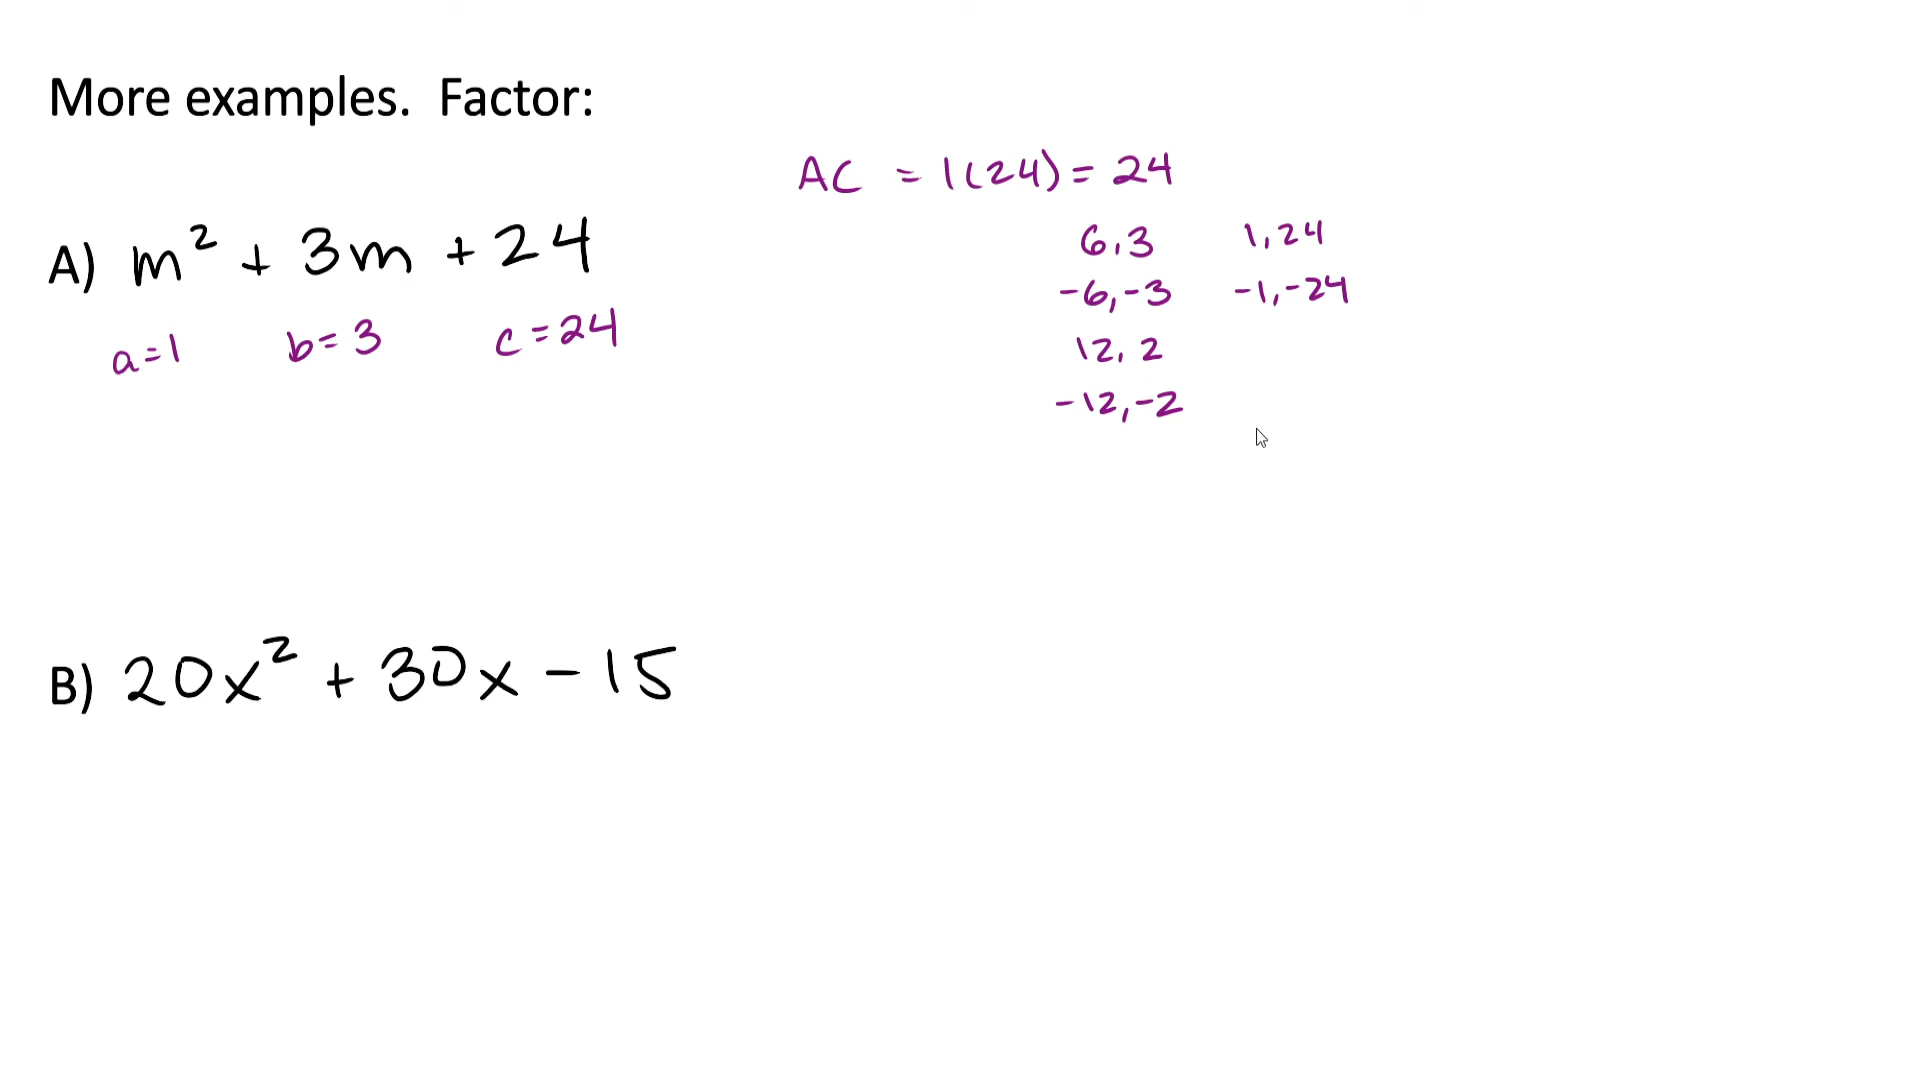 More examples. Factor:
AC = 1(24) = 24
A) m² + 3m + 24
6,3 1,24
-6,-3 -1,-24
a=1 b=3 c=24
12, 2
-12,-2
B) 20x² + 30x - 15